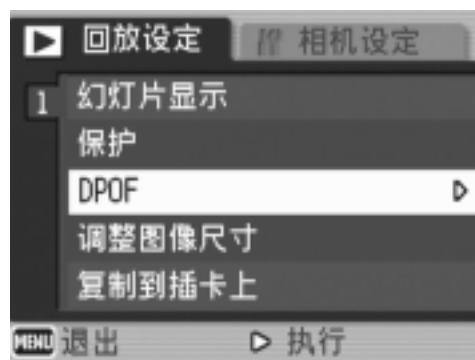 回放设定 相机设定
1 幻灯片显示
保护
DPOF
调整图像尺寸
复制到插卡上
MENU 退出 执行